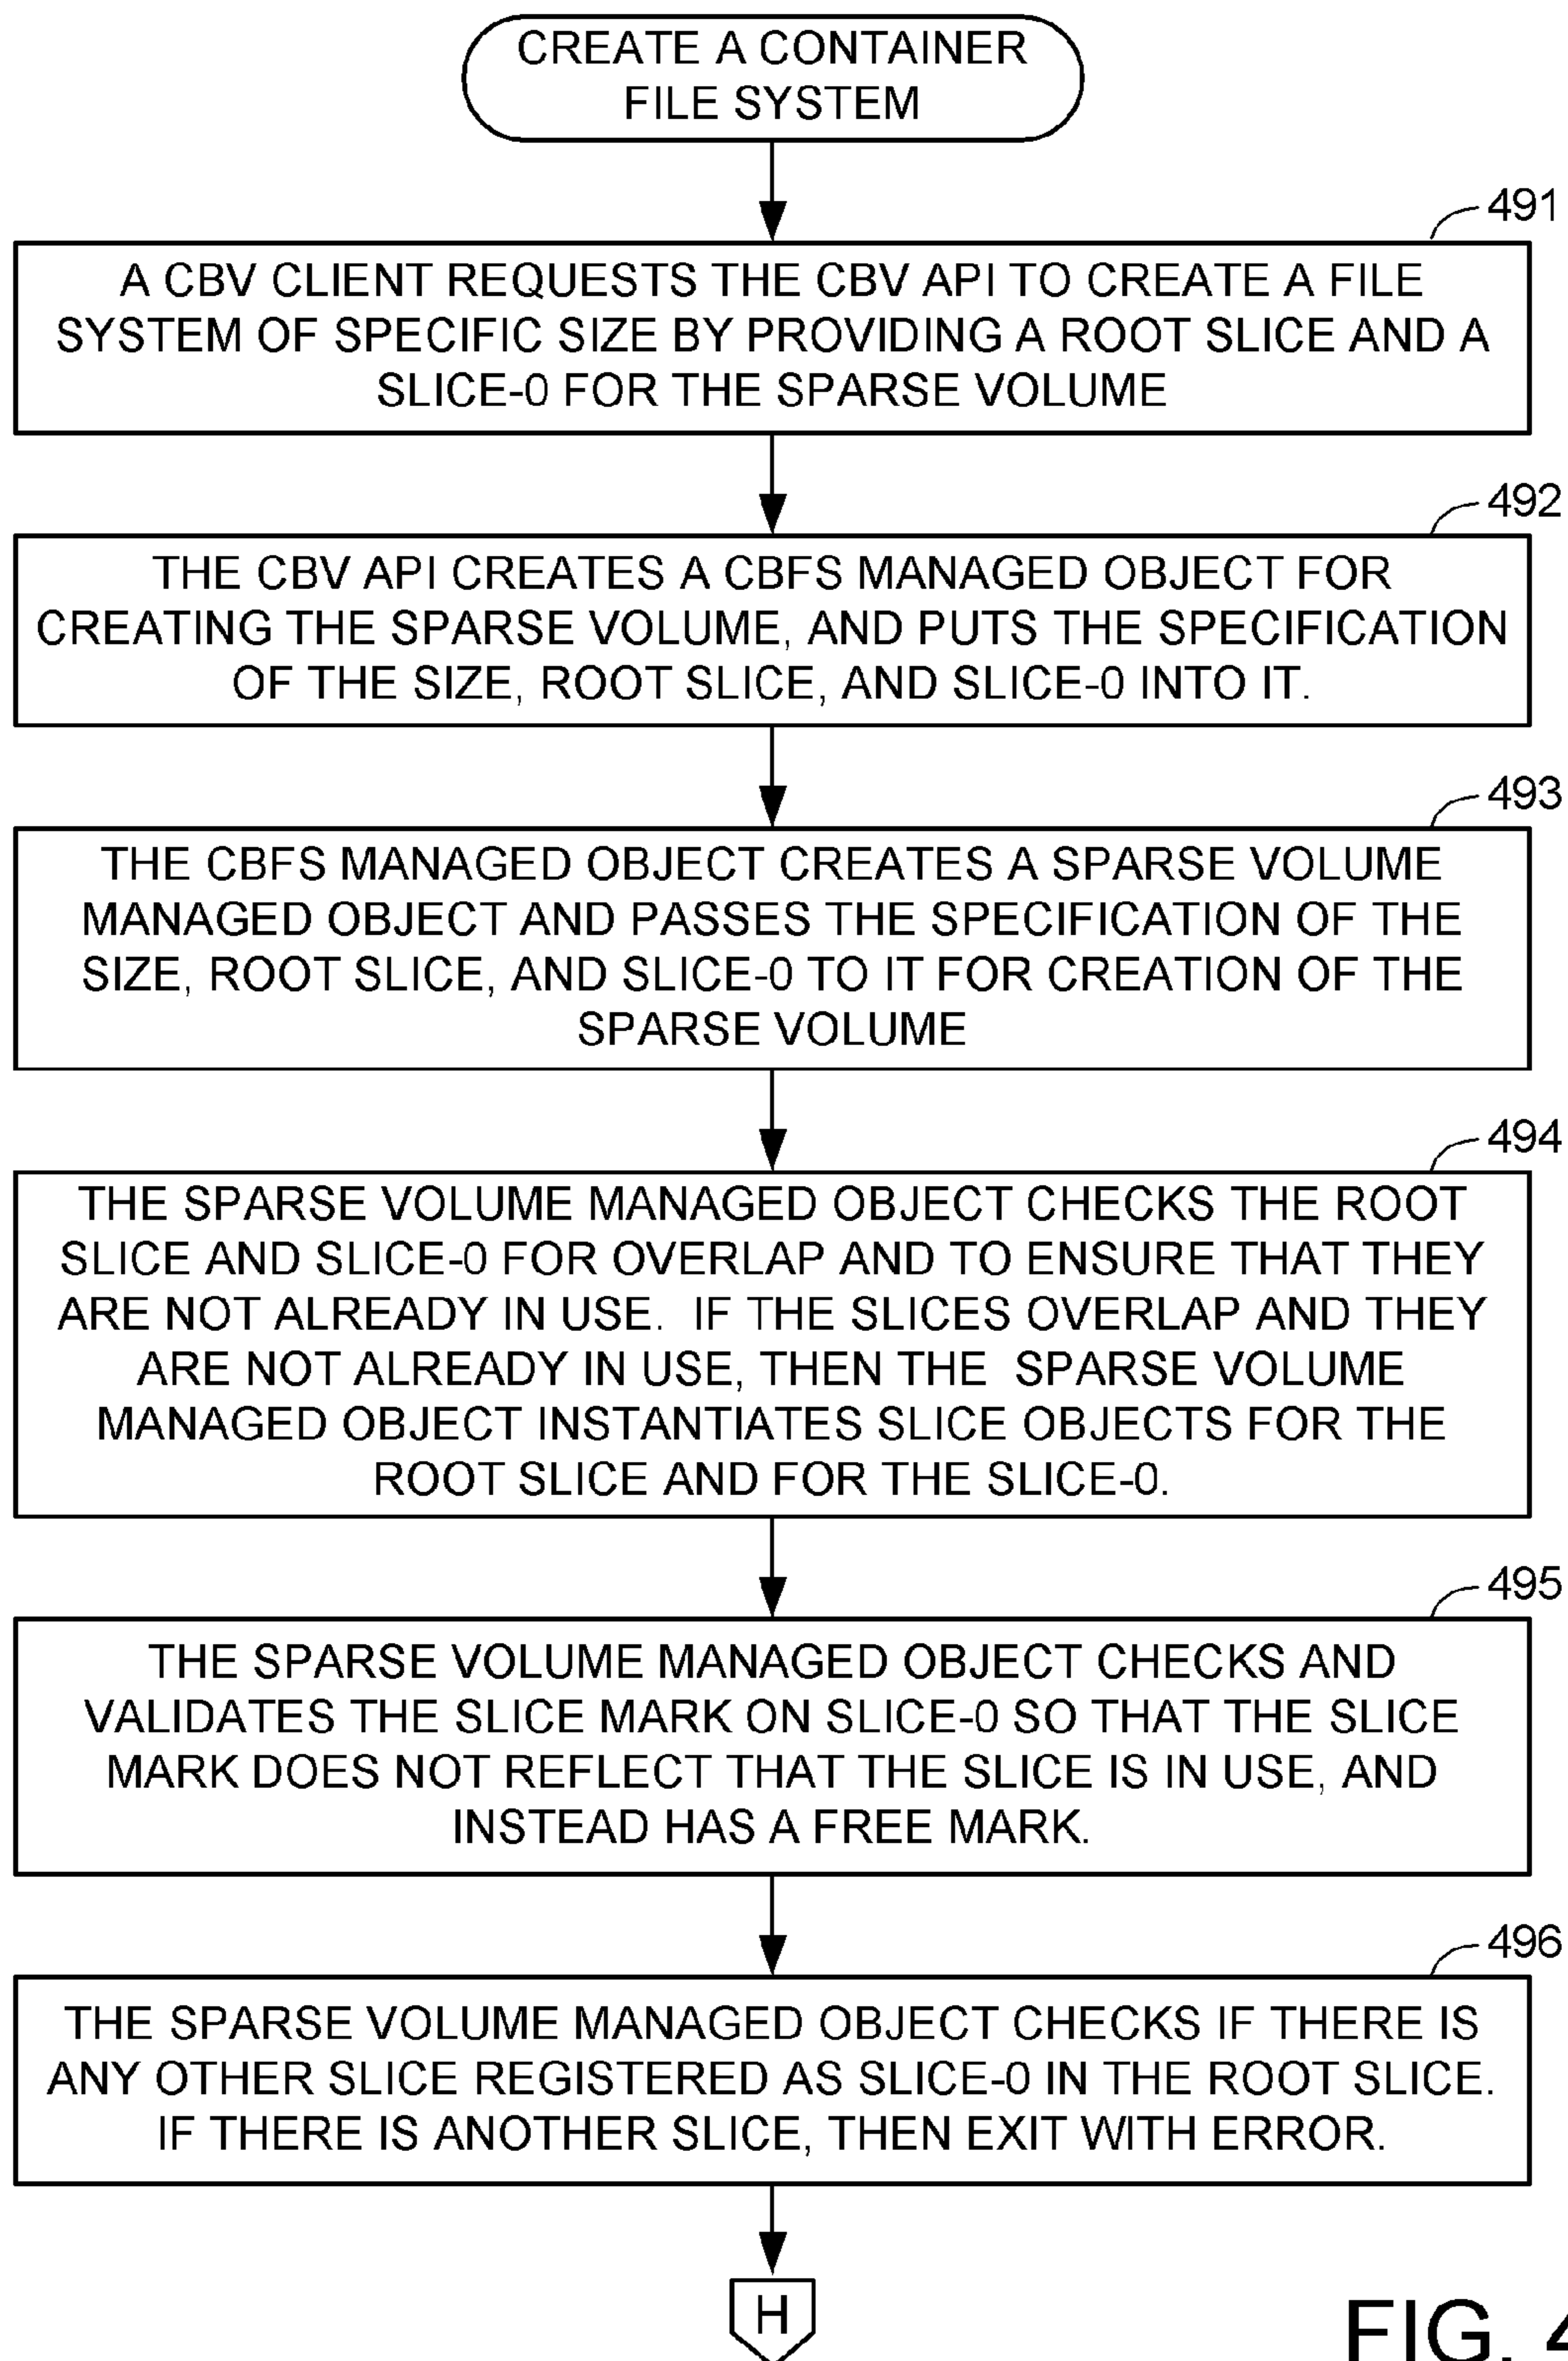 CREATE A CONTAINER
FILE SYSTEM
491
A CBV CLIENT REQUESTS THE CBV API TO CREATE A FILE
SYSTEM OF SPECIFIC SIZE BY PROVIDING A ROOT SLICE AND A
SLICE-0 FOR THE SPARSE VOLUME
492
THE CBV API CREATES A CBFS MANAGED OBJECT FOR
CREATING THE SPARSE VOLUME, AND PUTS THE SPECIFICATION
OF THE SIZE, ROOT SLICE, AND SLICE-0 INTO IT.
493
THE CBFS MANAGED OBJECT CREATES A SPARSE VOLUME
MANAGED OBJECT AND PASSES THE SPECIFICATION OF THE
SIZE, ROOT SLICE, AND SLICE-0 TO IT FOR CREATION OF THE
SPARSE VOLUME
494
THE SPARSE VOLUME MANAGED OBJECT CHECKS THE ROOT
SLICE AND SLICE-0 FOR OVERLAP AND TO ENSURE THAT THEY
ARE NOT ALREADY IN USE. IF THE SLICES OVERLAP AND THEY
ARE NOT ALREADY IN USE, THEN THE SPARSE VOLUME
MANAGED OBJECT INSTANTIATES SLICE OBJECTS FOR THE
ROOT SLICE AND FOR THE SLICE-0.
495
THE SPARSE VOLUME MANAGED OBJECT CHECKS AND
VALIDATES THE SLICE MARK ON SLICE-0 SO THAT THE SLICE
MARK DOES NOT REFLECT THAT THE SLICE IS IN USE, AND
INSTEAD HAS A FREE MARK.
496
THE SPARSE VOLUME MANAGED OBJECT CHECKS IF THERE IS
ANY OTHER SLICE REGISTERED AS SLICE-0 IN THE ROOT SLICE.
IF THERE IS ANOTHER SLICE, THEN EXIT WITH ERROR.
H
FIG. 4